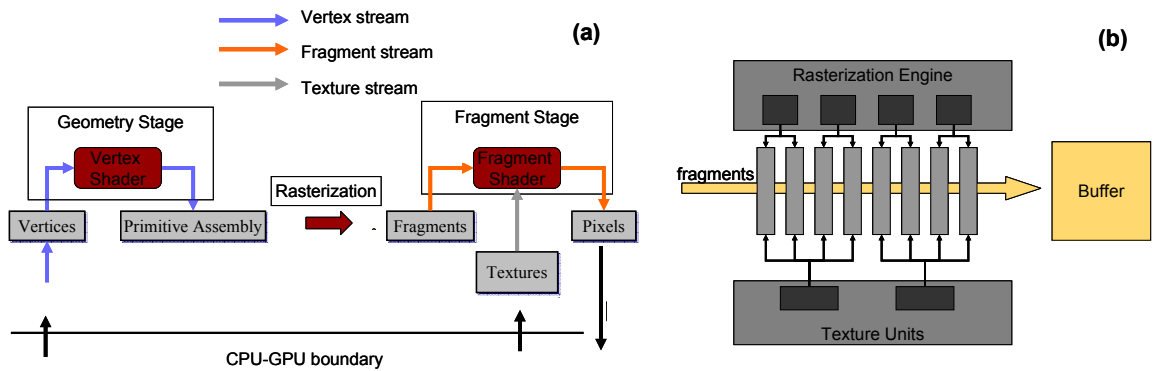 Vertex stream
Fragment stream
Texture stream
(a)
Geometry Stage
Vertex
Shader
Vertices
Primitive Assembly
Rasterization
Fragment Stage
Fragment
Shader
Fragments
Pixels
Textures
CPU-GPU boundary
(b)
Rasterization Engine
fragments
Buffer
Texture Units